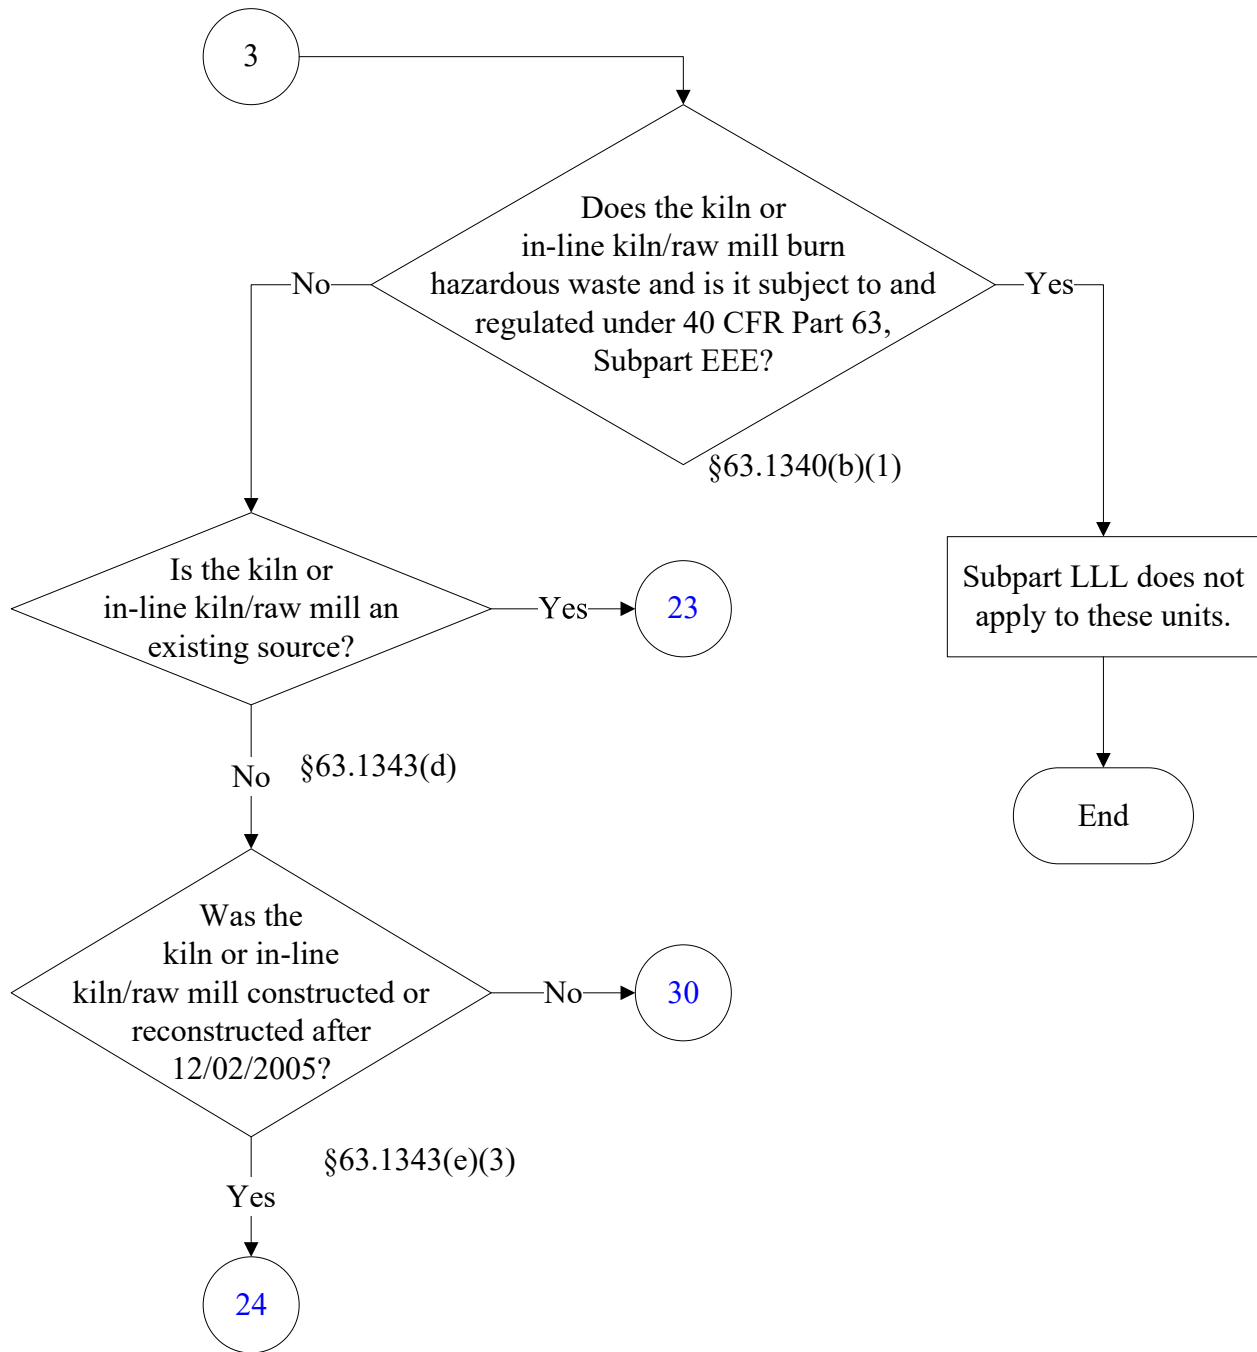 3
Does the kiln or
in-line kiln/raw mill burn
hazardous waste and is it subject to and
regulated under 40 CFR Part 63,
Subpart EEE?
No
Yes
§63.1340(b)(1)
Is the kiln or
in-line kiln/raw mill an
existing source?
Yes
23
Subpart LLL does not
apply to these units.
No
§63.1343(d)
End
Was the
kiln or in-line
kiln/raw mill constructed or
reconstructed after
12/02/2005?
No
30
§63.1343(e)(3)
Yes
24